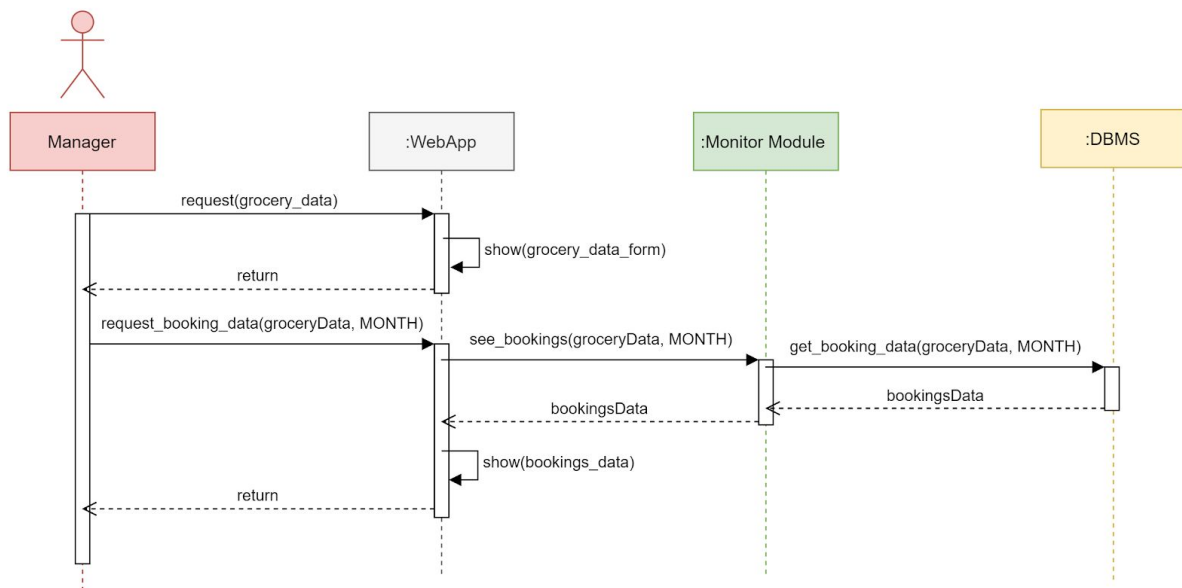 Manager
:WebApp
:Monitor Module
:DBMS
request(grocery_data)
show(grocery_data_form)
return
request_booking_data(groceryData, MONTH)
see_bookings(groceryData, MONTH)
get_booking_data(groceryData, MONTH)
bookingsData
bookingsData
show(bookings_data)
return